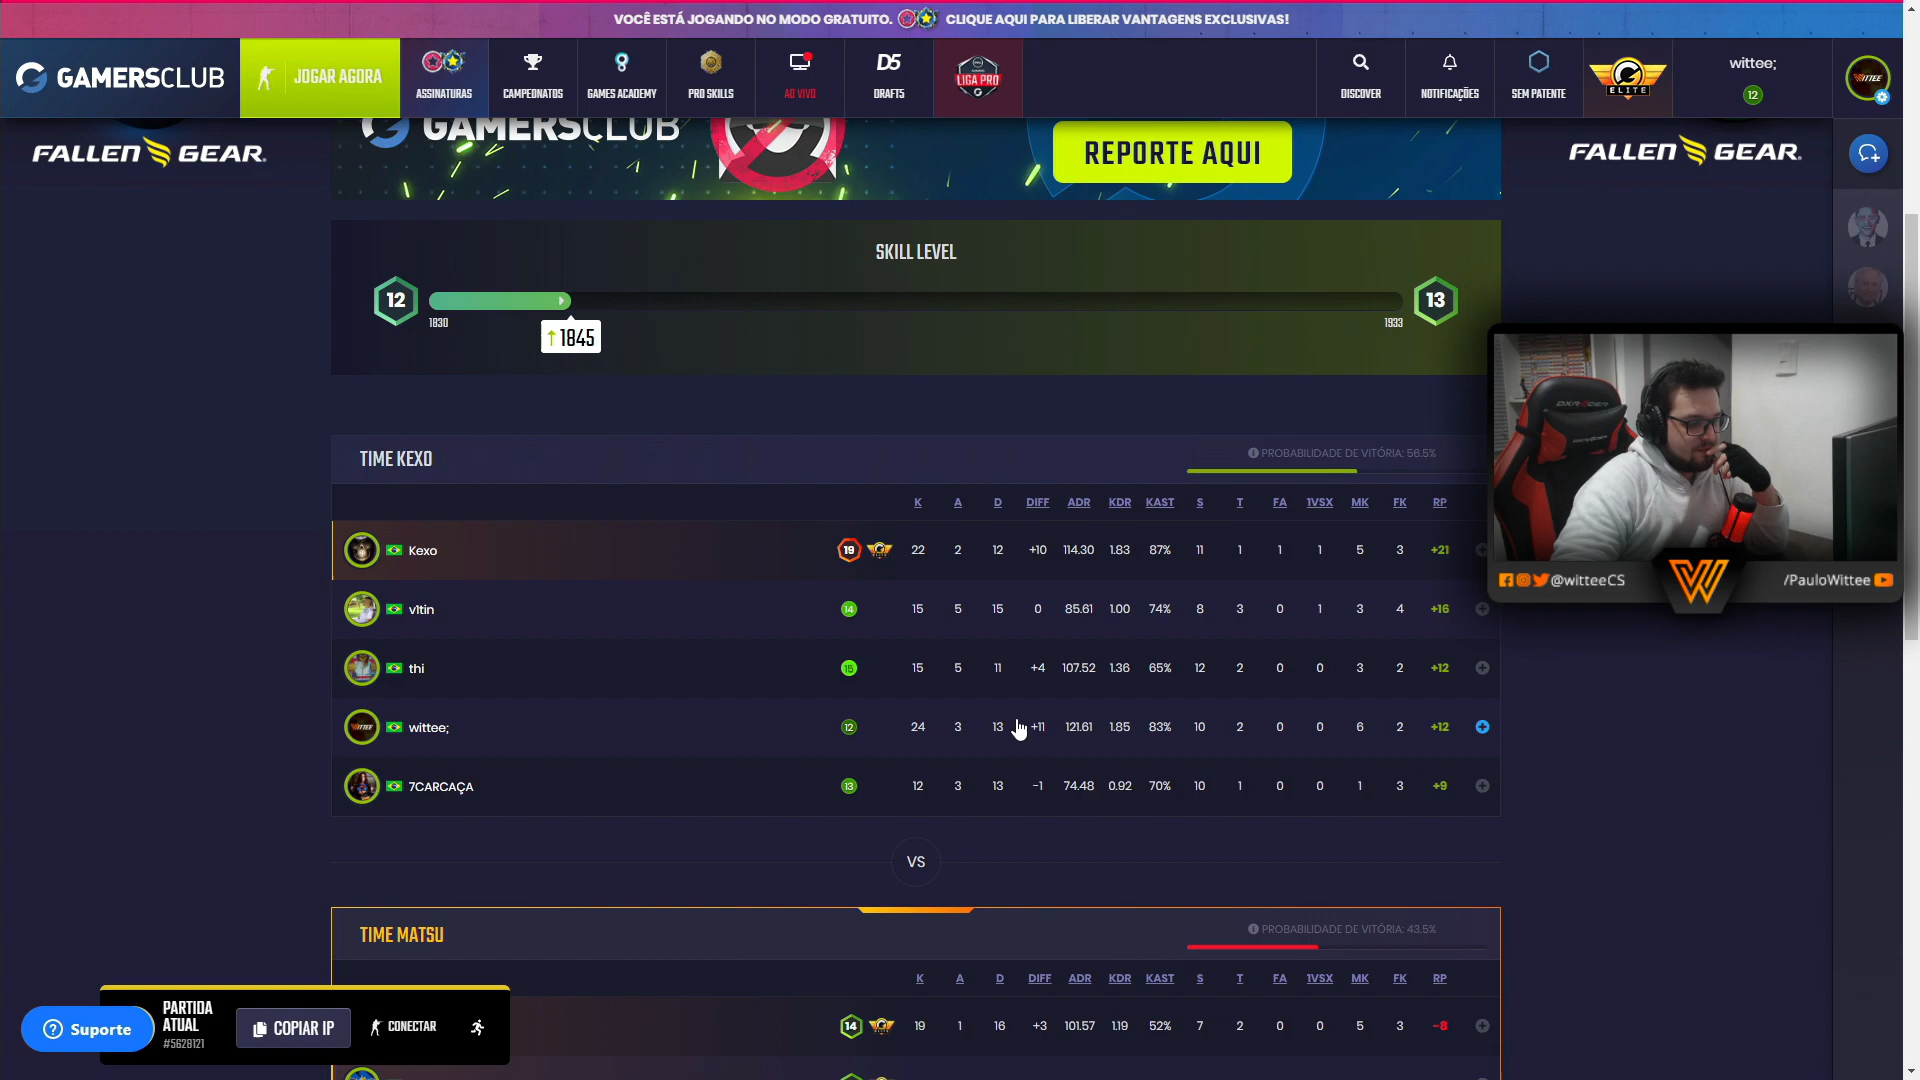 VOCÊ ESTÁ JOGANDO NO MODO GRATUITO. CLIQUE AQUI PARA LIBERAR VANTAGENS EXCLUSIVAS!
GAMERSCLUB
JOGAR AGORA
ASSINATURAS
CAMPEONATOS
GAMES ACADEMY
PRO SKILLS
AO VIVO
D5
DRAFT5
LIGA PRO
DISCOVER
NOTIFICAÇÕES
SEM PATENTE
ELITE
wittee;
12
WITTEE
FALLEN GEAR.
GAMERSCLUB
REPORTE AQUI
FALLEN GEAR.
SKILL LEVEL
12
13
1830
1933
↑1845
DXRACER
@witteeCS
/PauloWittee
TIME KEXO
PROBABILIDADE DE VITÓRIA: 56.5%
K A D DIFF ADR KDR KAST S T FA 1VSX MK FK RP
Kexo 19 22 2 12 +10 114.30 1.83 87% 11 1 1 1 5 3 +21
v1tin 14 15 5 15 0 85.61 1.00 74% 8 3 0 1 3 4 +16
thi 15 15 5 11 +4 107.52 1.36 65% 12 2 0 0 3 2 +12
WITTEE wittee; 12 24 3 13 +11 121.61 1.85 83% 10 2 0 0 6 2 +12
7CARCAÇA 13 12 3 13 -1 74.48 0.92 70% 10 1 0 0 1 3 +9
VS
TIME MATSU
PROBABILIDADE DE VITÓRIA: 43.5%
K A D DIFF ADR KDR KAST S T FA 1VSX MK FK RP
14 19 1 16 +3 101.57 1.19 52% 7 2 0 0 5 3 -8
Suporte
PARTIDA
ATUAL
#5628121
COPIAR IP
CONECTAR